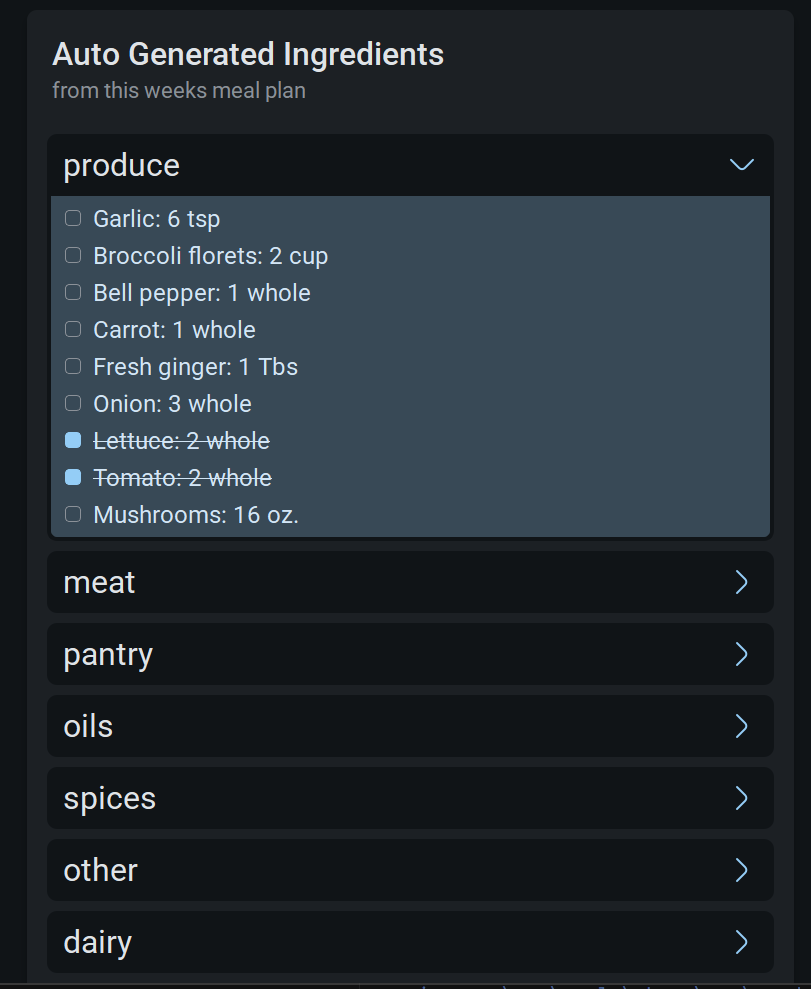 Auto Generated Ingredients
from this weeks meal plan
produce
Garlic: 6 tsp
Broccoli florets: 2 cup
Bell pepper: 1 whole
Carrot: 1 whole
Fresh ginger: 1 Tbs
Onion: 3 whole
Lettuce: 2 whole
Tomato: 2 whole
Mushrooms: 16 oz.
meat
pantry
oils
spices
other
dairy